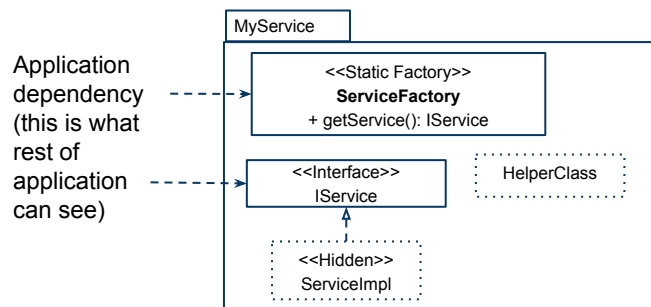 MyService
Application
dependency
(this is what
rest of
application
can see)
<<Static Factory>>
ServiceFactory
+ getService(): IService
<<Interface>>
IService
HelperClass
<<Hidden>>
ServiceImpl